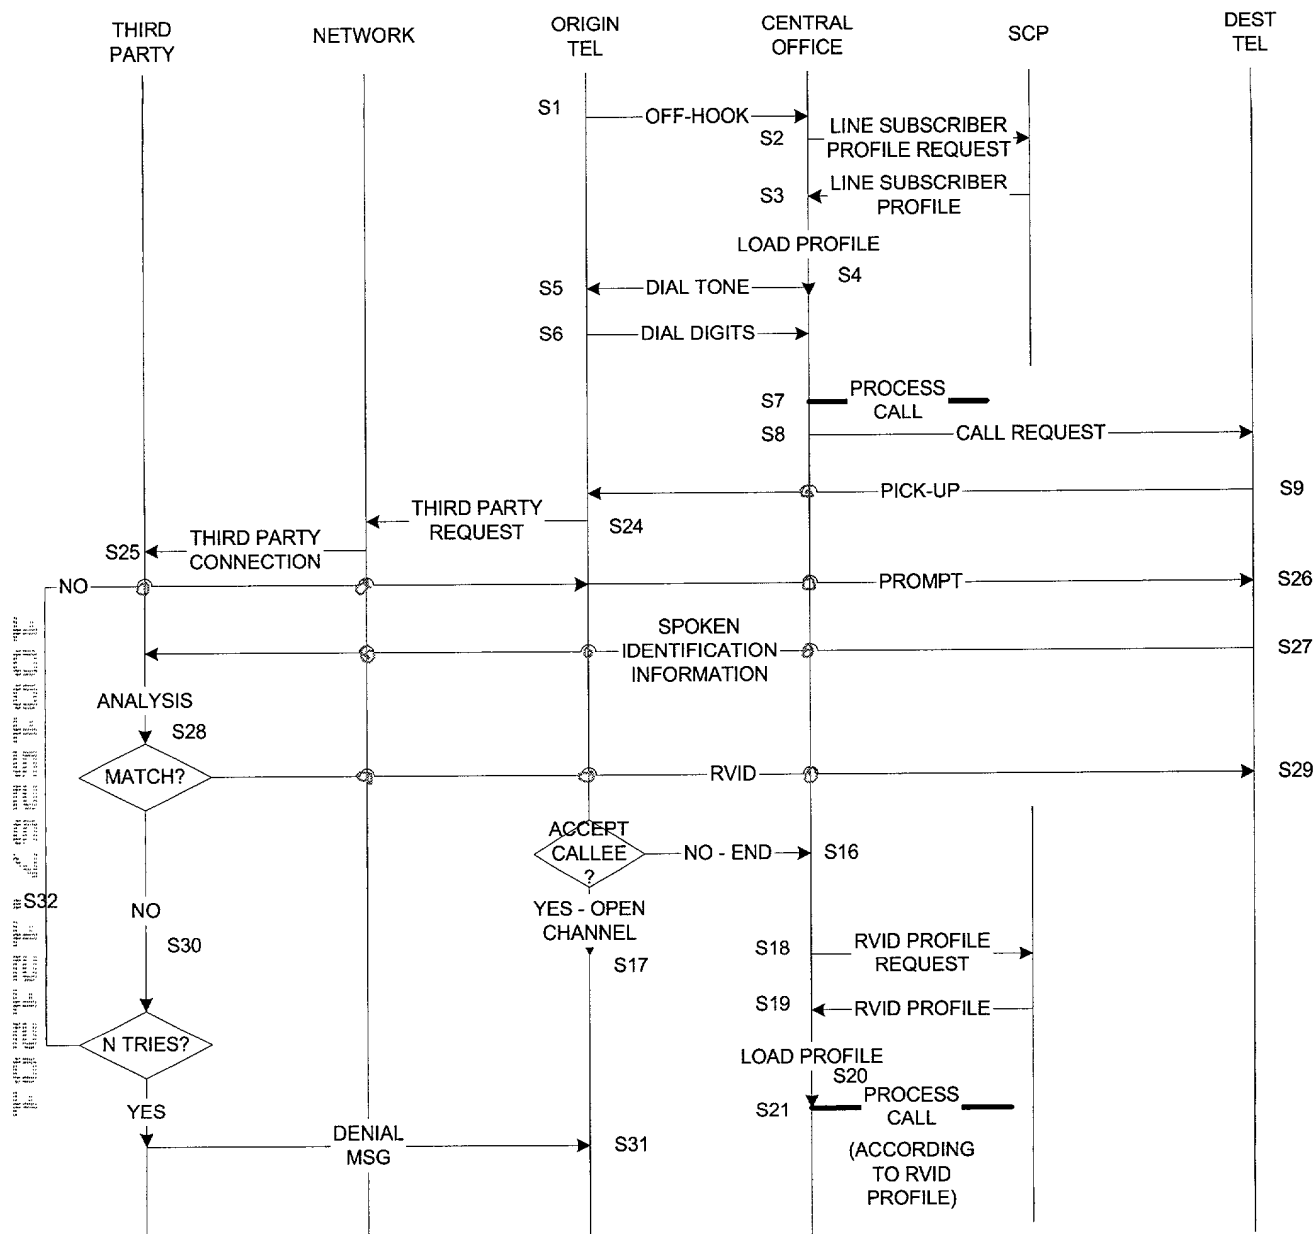 THIRD
PARTY
NETWORK
ORIGIN
TEL
CENTRAL
OFFICE
SCP
DEST
TEL
S1
OFF-HOOK
S2
LINE SUBSCRIBER
PROFILE REQUEST
S3
LINE SUBSCRIBER
PROFILE
LOAD PROFILE
S4
S5
DIAL TONE
S6
DIAL DIGITS
S7
PROCESS
CALL
S8
CALL REQUEST
PICK-UP
S9
THIRD PARTY
REQUEST
S24
S25
THIRD PARTY
CONNECTION
NO
PROMPT
S26
SPOKEN
IDENTIFICATION
INFORMATION
S27
ANALYSIS
S28
MATCH?
RVID
S29
ACCEPT
CALLEE
?
NO - END
S16
S32
NO
YES - OPEN
CHANNEL
S30
S17
S18
RVID PROFILE
REQUEST
S19
RVID PROFILE
N TRIES?
LOAD PROFILE
S20
YES
S21
PROCESS
CALL
DENIAL
MSG
S31
(ACCORDING
TO RVID
PROFILE)